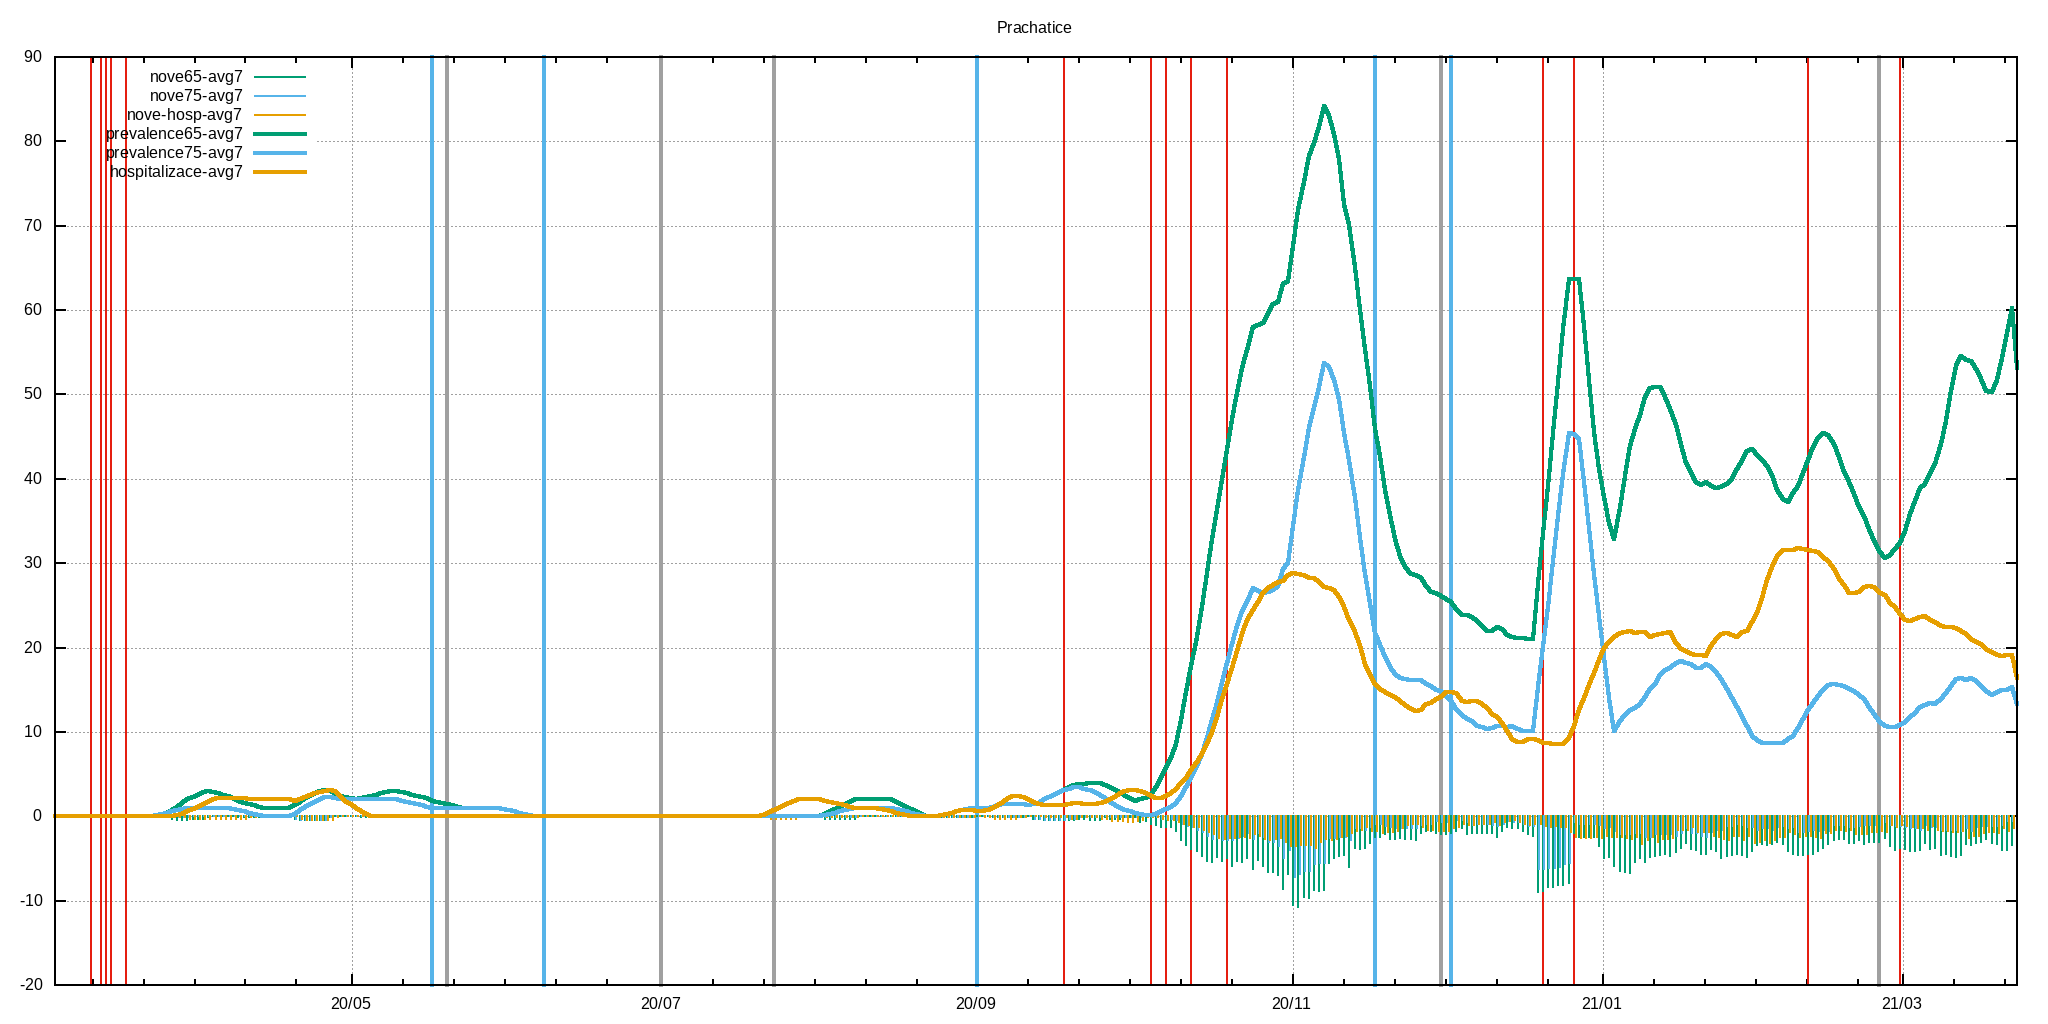 Prachatice
90
80
70
60
50
40
30
20
10
0
-10
-20
nove65-avg7
nove75-avg7
nove-hosp-avg7
prevalence65-avg7
prevalence75-avg7
hospitalizace-avg7
20/05 20/07 20/09 20/11 21/01 21/03